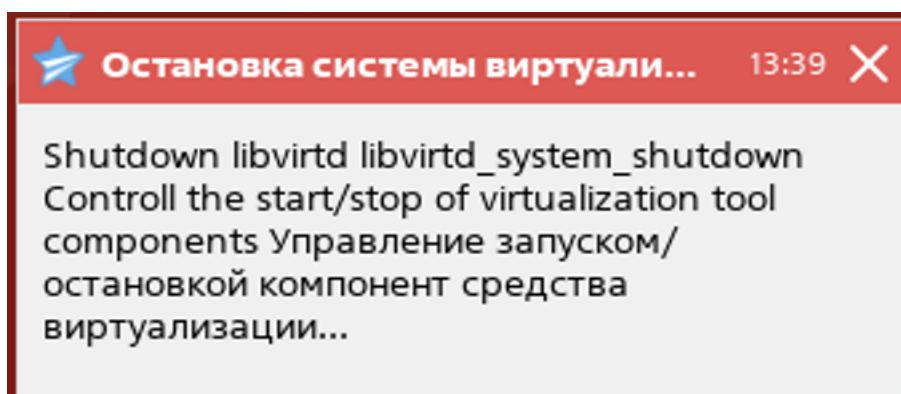 Остановка системы виртуали... 13:39
Shutdown libvirtd libvirtd_system_shutdown
Controll the start/stop of virtualization tool
components Управление запуском/
остановкой компонент средства
виртуализации...